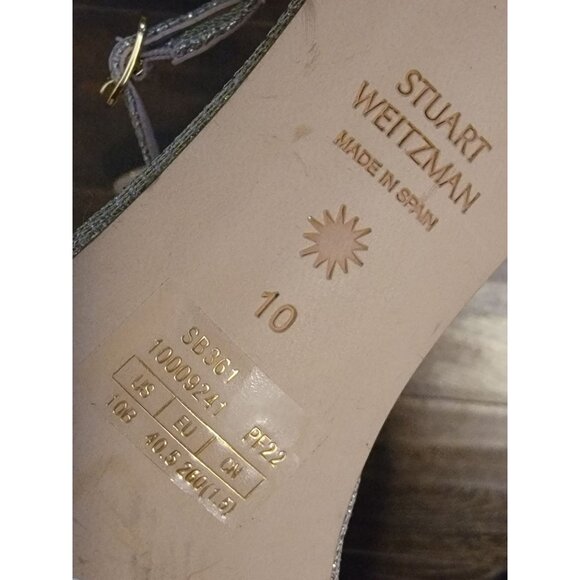 STUART
WEITZMAN
MADE IN SPAIN
10
SB361
10009241 PF22
US EU CN
10B 40.5 260(1.5)